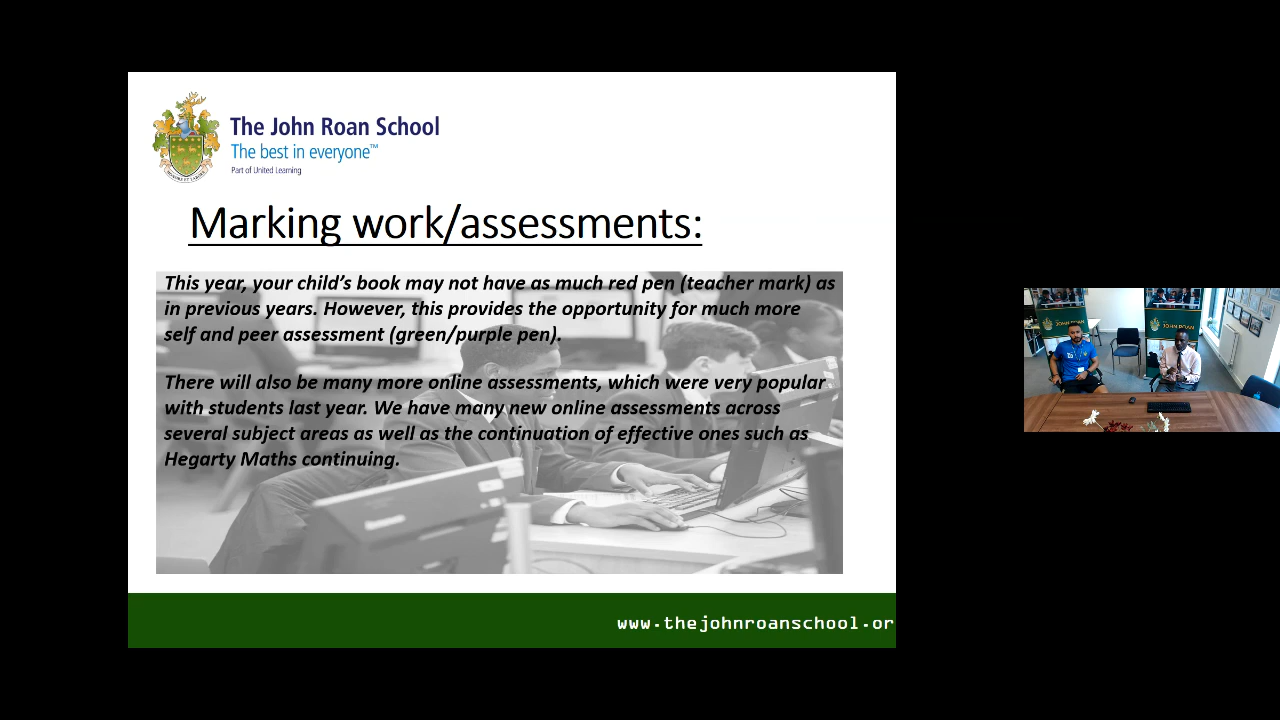 The John Roan School
The best in everyone™
Part of United Learning
Marking work/assessments:
This year, your child's book may not have as much red pen (teacher mark) as
in previous years. However, this provides the opportunity for much more
self and peer assessment (green/purple pen).
There will also be many more online assessments, which were very popular
with students last year. We have many new online assessments across
several subject areas as well as the continuation of effective ones such as
Hegarty Maths continuing.
www.thejohnroanschool.or
JOHN ROAN
JOHN ROAN